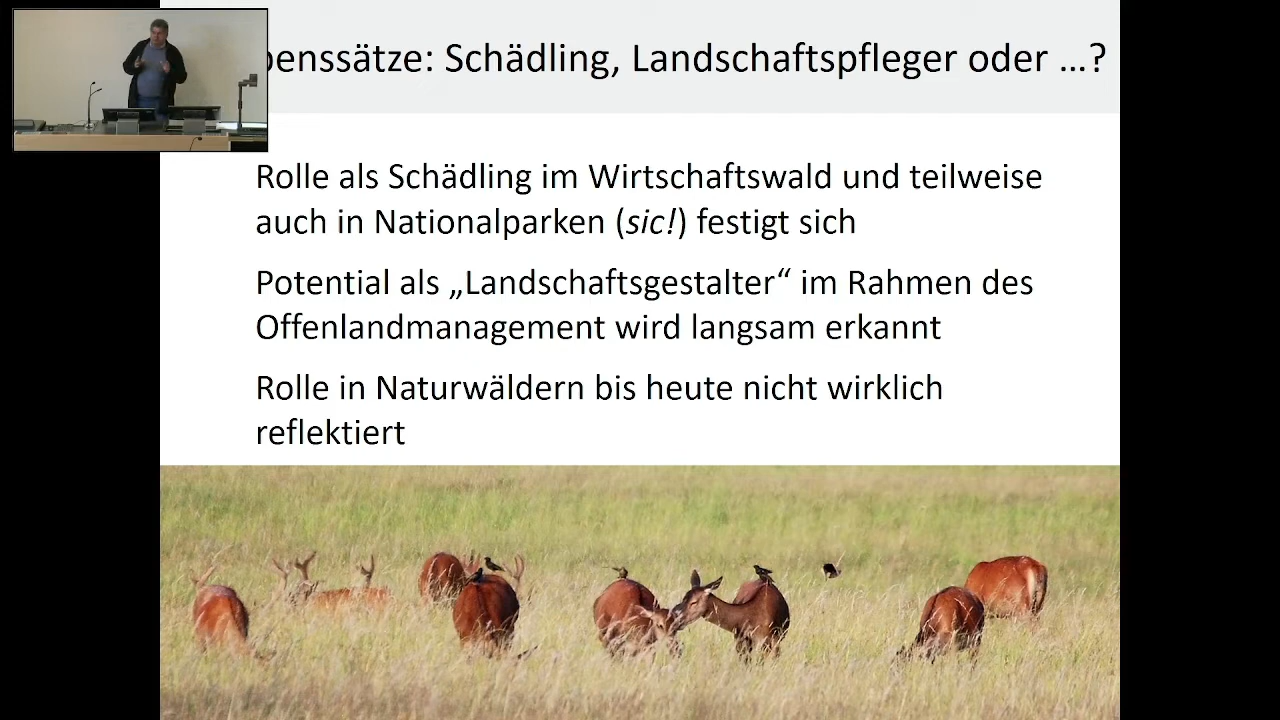 Schädling, Landschaftspfleger oder ...?
Rolle als Schädling im Wirtschaftswald und teilweise
auch in Nationalparken (sic!) festigt sich
Potential als „Landschaftsgestalter“ im Rahmen des
Offenlandmanagement wird langsam erkannt
Rolle in Naturwäldern bis heute nicht wirklich
reflektiert